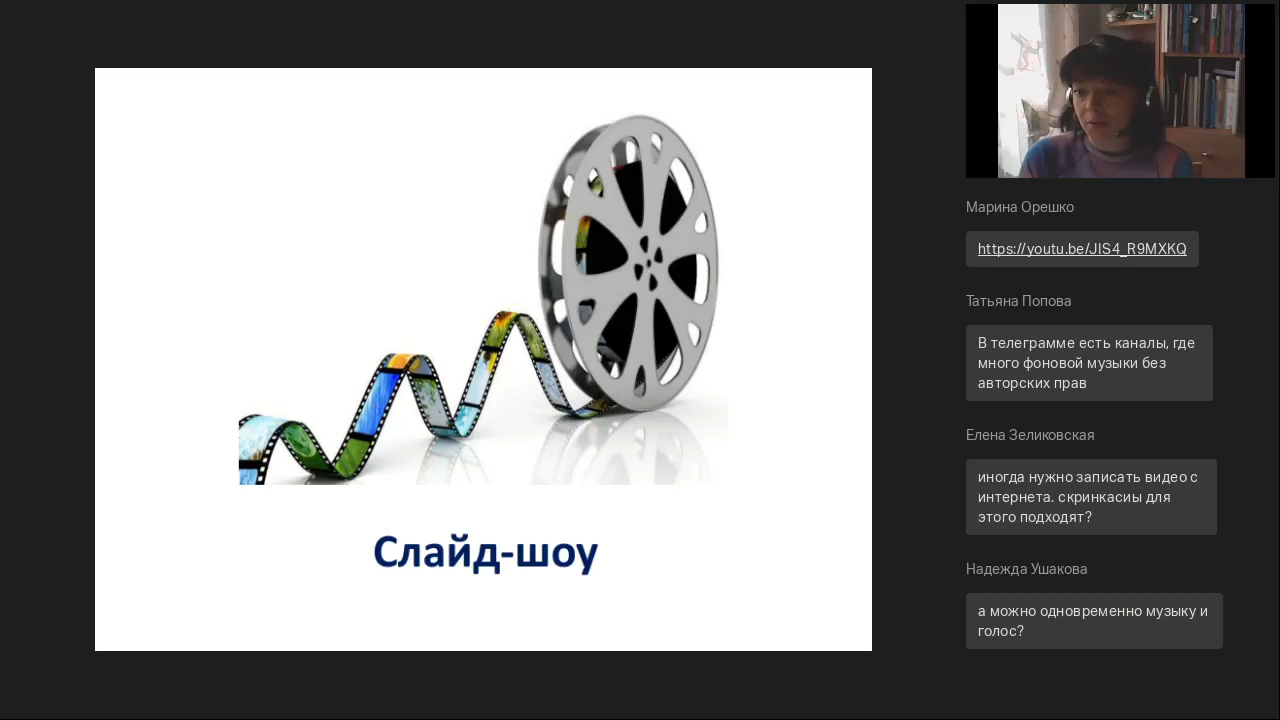 Слайд-шоу
Марина Орешко
https://youtu.be/JIS4_R9MXKQ
Татьяна Попова
В телеграмме есть каналы, где
много фоновой музыки без
авторских прав
Елена Зеликовская
иногда нужно записать видео с
интернета. скринкасиы для
этого подходят?
Надежда Ушакова
а можно одновременно музыку и
голос?